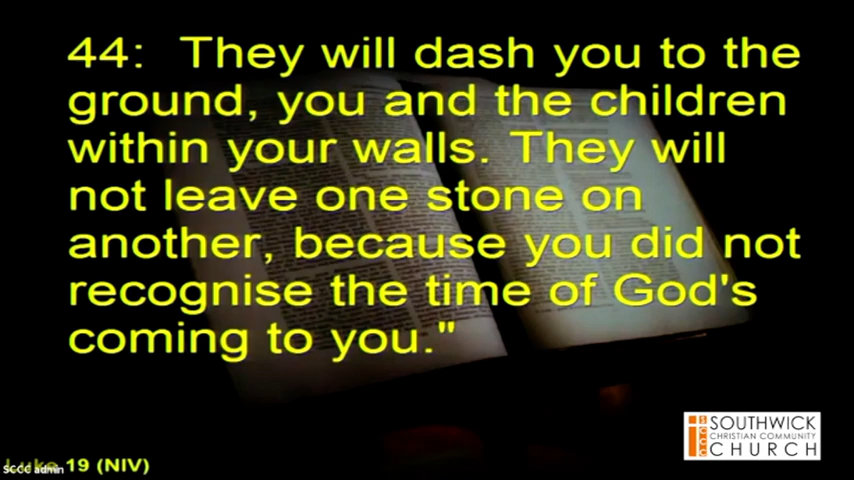 44: They will dash you to the
ground, you and the children
within your walls. They will
not leave one stone on
another, because you did not
recognise the time of God's
coming to you."
SOUTHWICK
CHRISTIAN COMMUNITY
CHURCH
Luke 19 (NIV)
SCCC admin